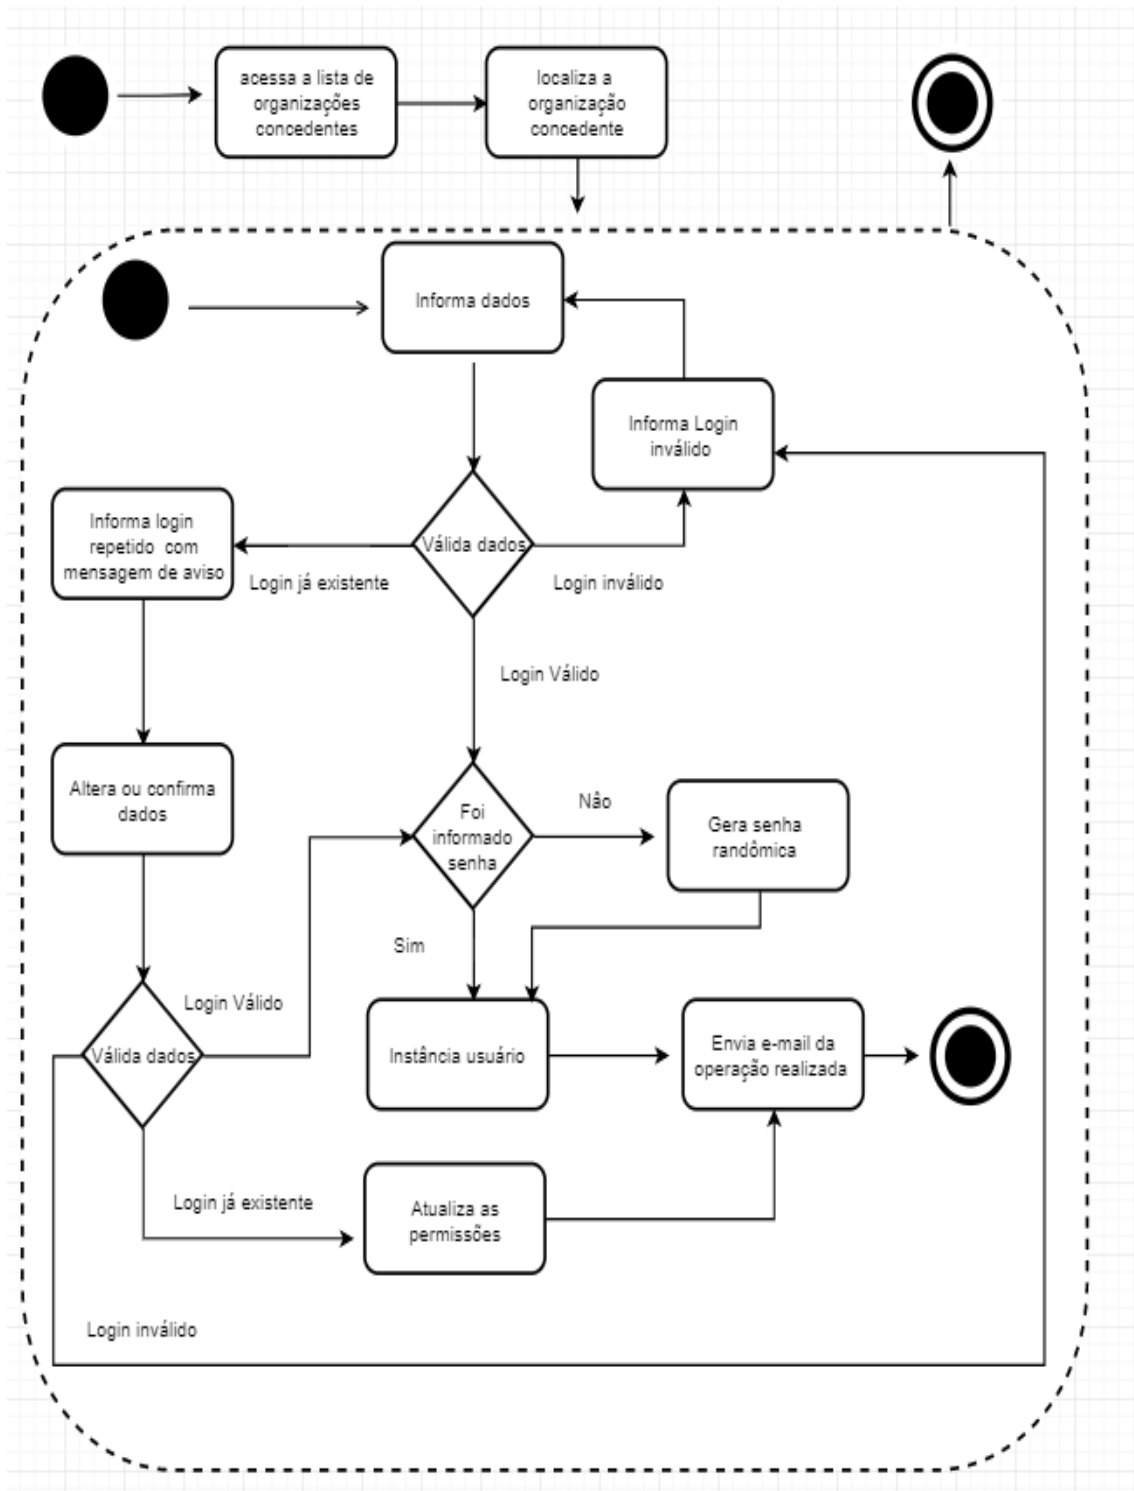 acessa a lista de
organizações
concedentes
localiza a
organização
concedente
Informa dados
Informa Login
inválido
Informa login
repetido com
mensagem de aviso
Válida dados
Login já existente
Login inválido
Login Válido
Altera ou confirma
dados
Foi
informado
senha
Nâo
Gera senha
randômica
Sim
Login Válido
Válida dados
Instância usuário
Envia e-mail da
operação realizada
Login já existente
Atualiza as
permissões
Login inválido